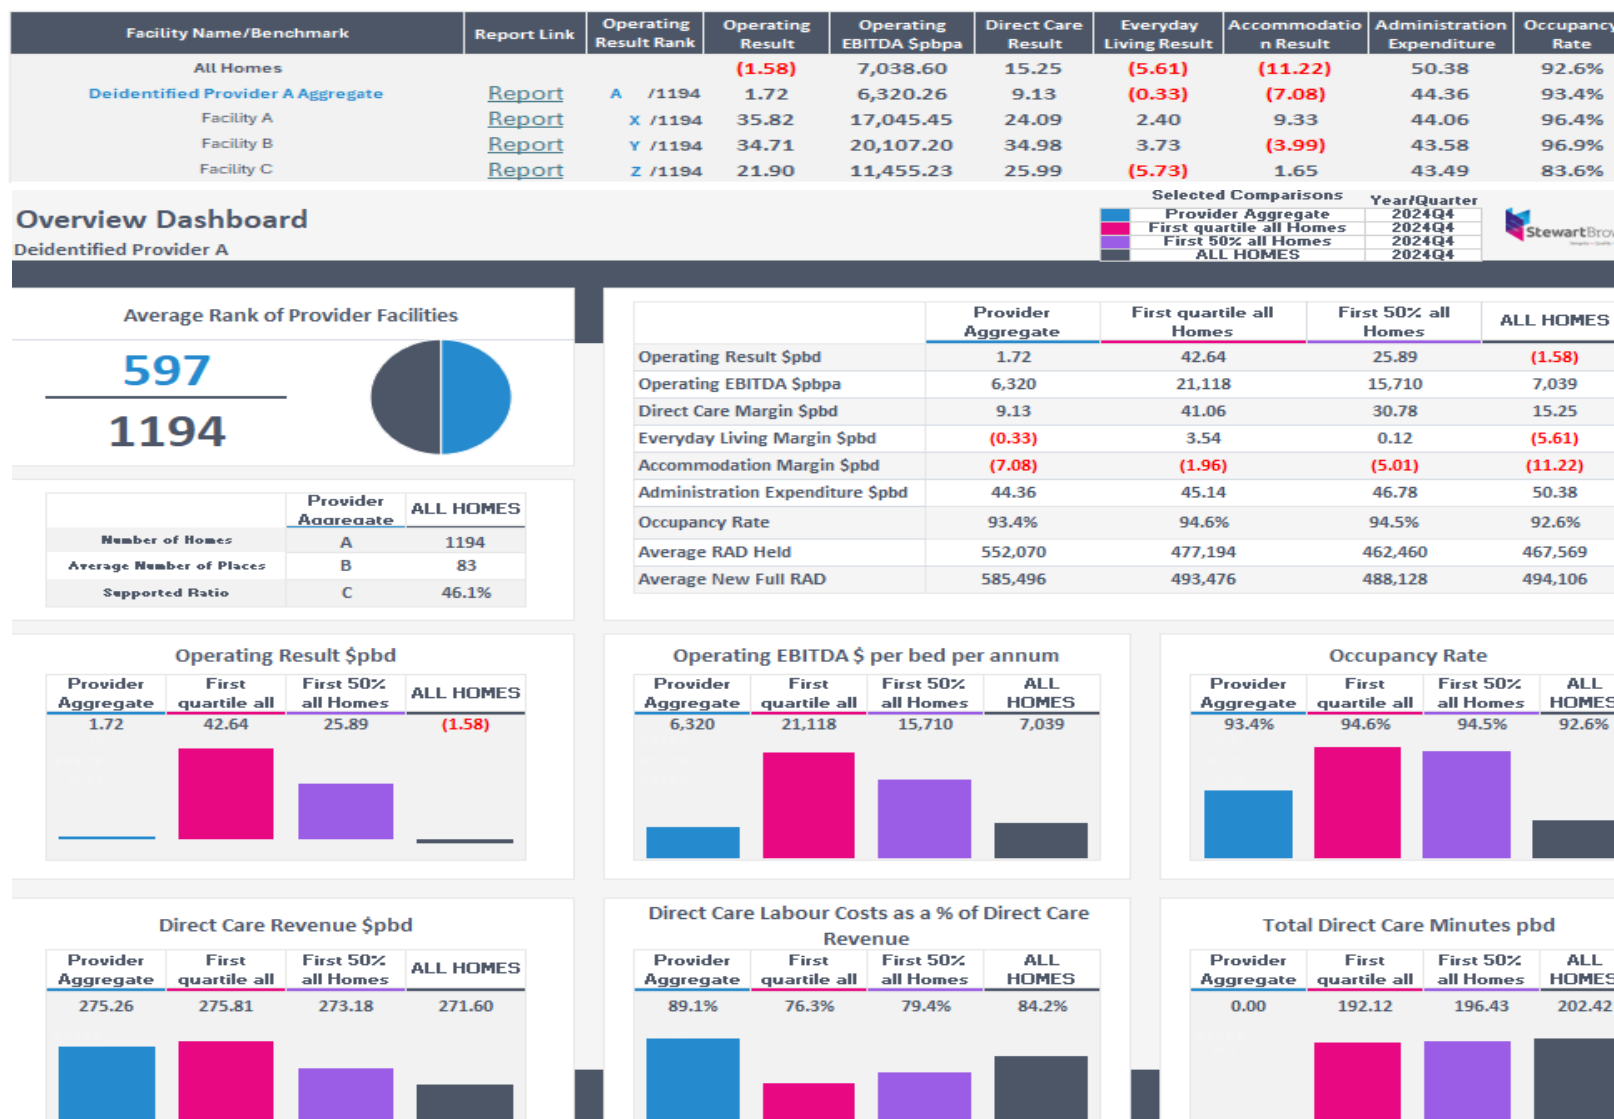 Facility Name/Benchmark Report Link Operating Result Rank Operating Result Operating EBITDA $pbpa Direct Care Result Everyday Living Result Accommodatio n Result Administration Expenditure Occupancy Rate
All Homes (1.58) 7,038.60 15.25 (5.61) (11.22) 50.38 92.6%
Deidentified Provider A Aggregate Report A /1194 1.72 6,320.26 9.13 (0.33) (7.08) 44.36 93.4%
Facility A Report X /1194 35.82 17,045.45 24.09 2.40 9.33 44.06 96.4%
Facility B Report Y /1194 34.71 20,107.20 34.98 3.73 (3.99) 43.58 96.9%
Facility C Report Z /1194 21.90 11,455.23 25.99 (5.73) 1.65 43.49 83.6%
Overview Dashboard
Deidentified Provider A
Selected Comparisons Year/Quarter
Provider Aggregate 2024Q4
First quartile all Homes 2024Q4
First 50% all Homes 2024Q4
ALL HOMES 2024Q4
StewartBrow
Average Rank of Provider Facilities
597
1194
Provider Aggregate ALL HOMES
Number of Homes A 1194
Average Number of Places B 83
Supported Ratio C 46.1%
Provider Aggregate First quartile all Homes First 50% all Homes ALL HOMES
Operating Result $pbd 1.72 42.64 25.89 (1.58)
Operating EBITDA $pbpa 6,320 21,118 15,710 7,039
Direct Care Margin $pbd 9.13 41.06 30.78 15.25
Everyday Living Margin $pbd (0.33) 3.54 0.12 (5.61)
Accommodation Margin $pbd (7.08) (1.96) (5.01) (11.22)
Administration Expenditure $pbd 44.36 45.14 46.78 50.38
Occupancy Rate 93.4% 94.6% 94.5% 92.6%
Average RAD Held 552,070 477,194 462,460 467,569
Average New Full RAD 585,496 493,476 488,128 494,106
Operating Result $pbd
Provider Aggregate First quartile all First 50% all Homes ALL HOMES
1.72 42.64 25.89 (1.58)
Operating EBITDA $ per bed per annum
Provider Aggregate First quartile all First 50% all Homes ALL HOMES
6,320 21,118 15,710 7,039
Occupancy Rate
Provider Aggregate First quartile all First 50% all Homes ALL HOMES
93.4% 94.6% 94.5% 92.6%
Direct Care Revenue $pbd
Provider Aggregate First quartile all First 50% all Homes ALL HOMES
275.26 275.81 273.18 271.60
Direct Care Labour Costs as a % of Direct Care
Revenue
Provider Aggregate First quartile all First 50% all Homes ALL HOMES
89.1% 76.3% 79.4% 84.2%
Total Direct Care Minutes pbd
Provider Aggregate First quartile all First 50% all Homes ALL HOMES
0.00 192.12 196.43 202.42